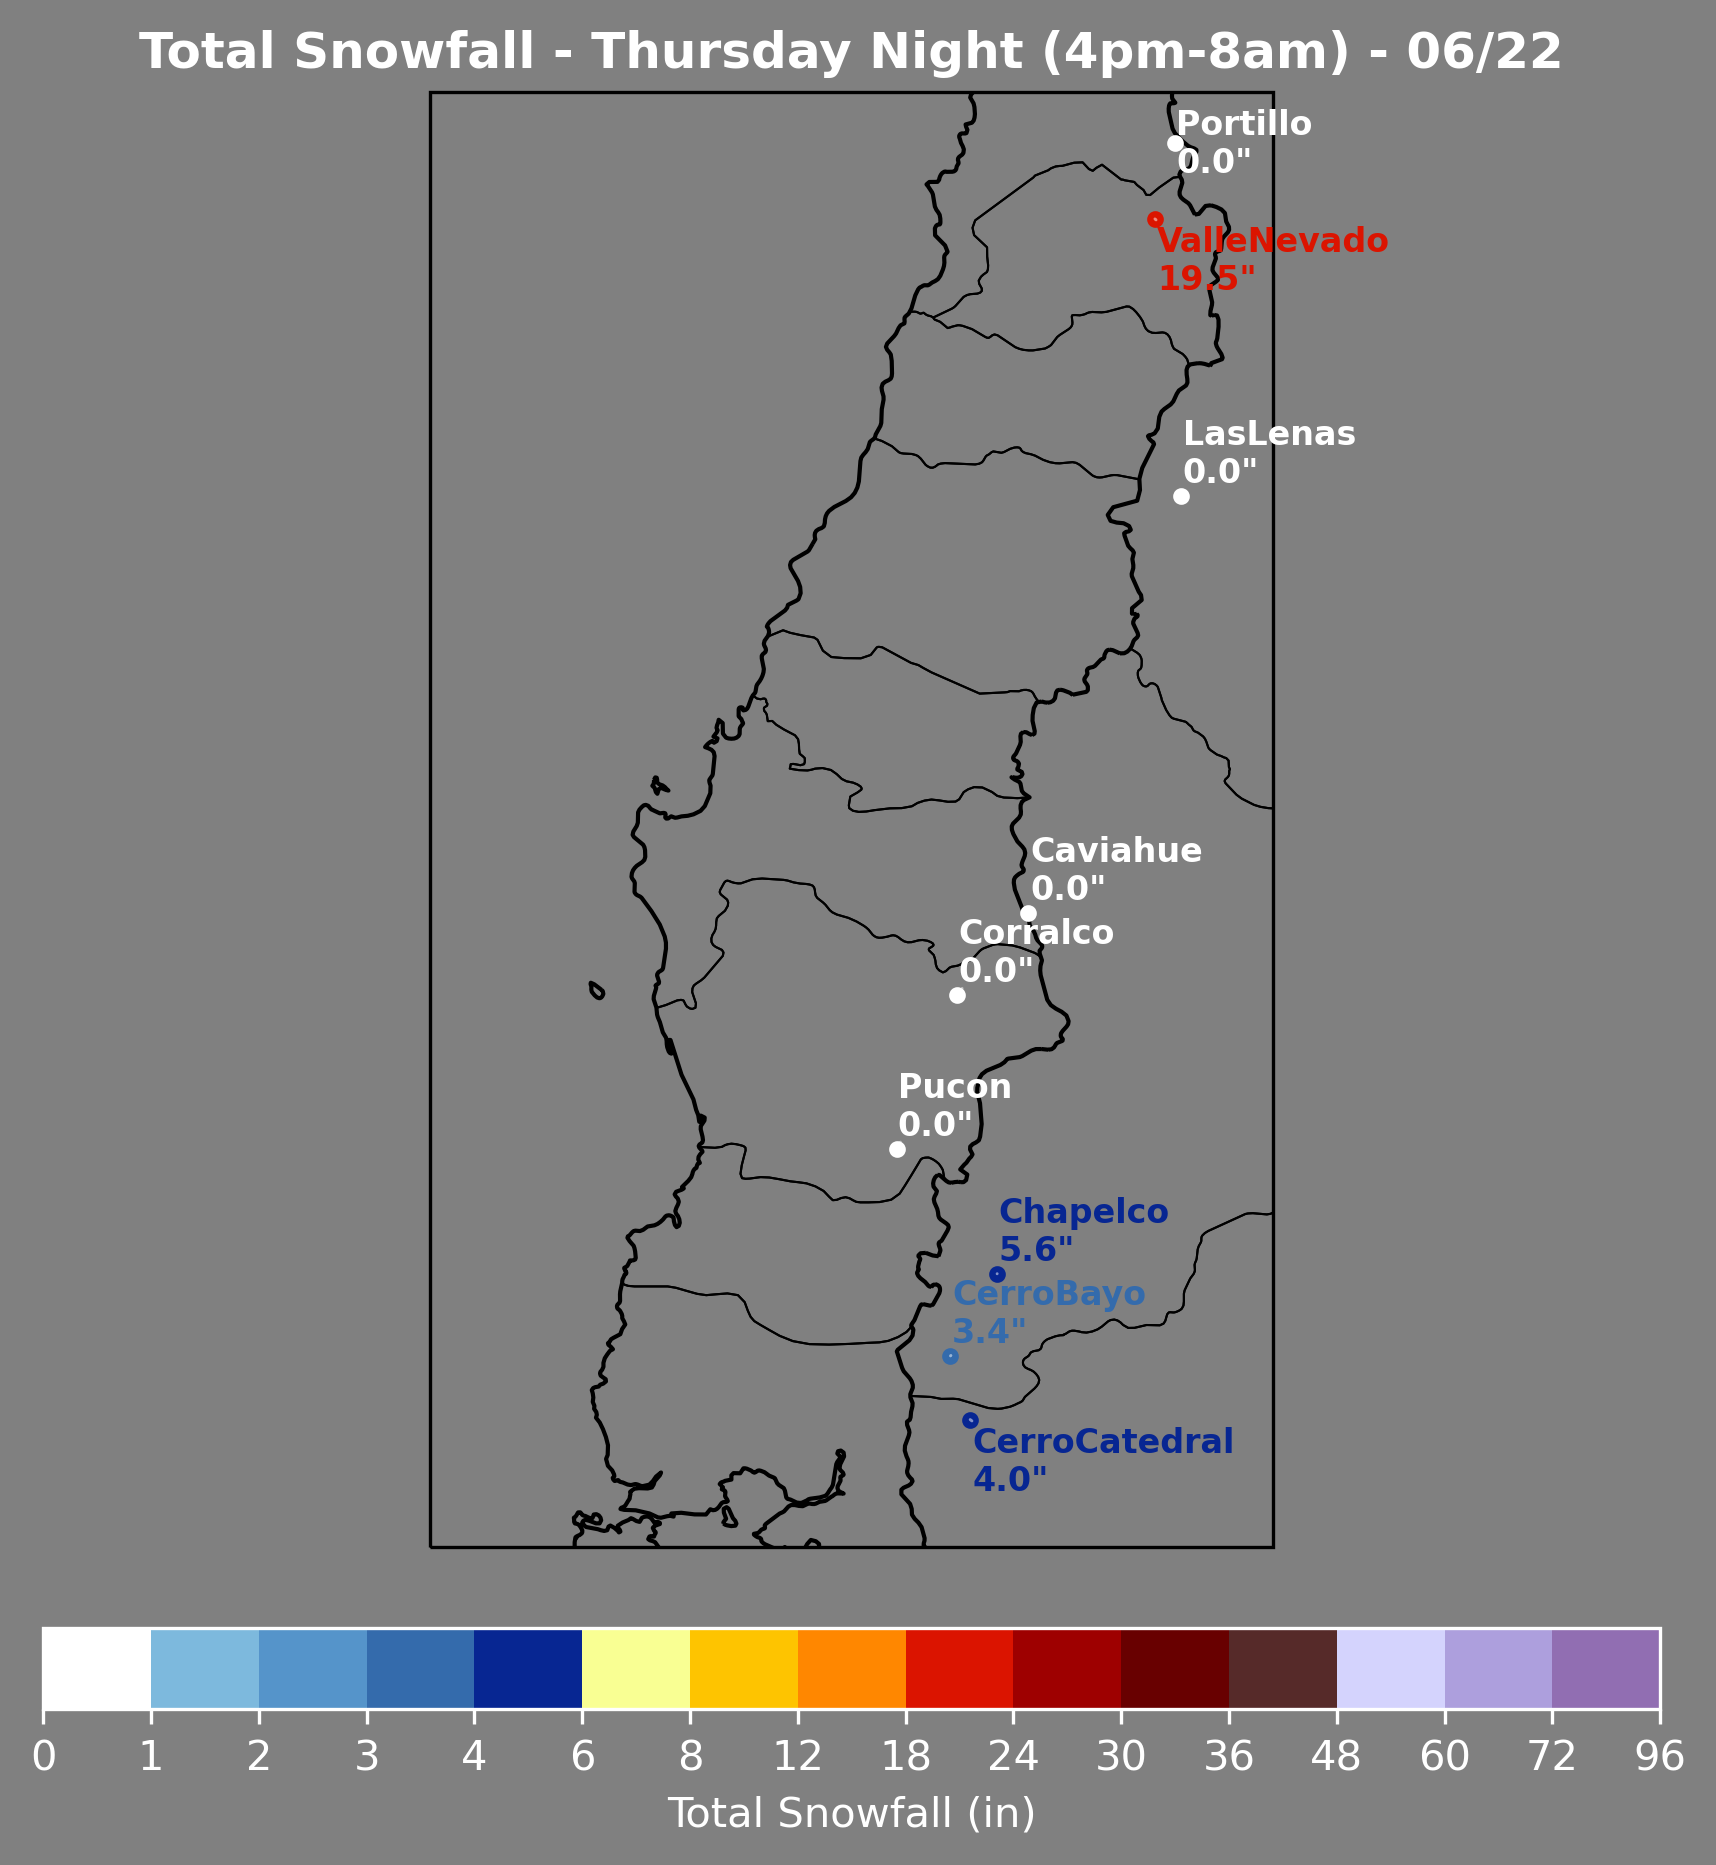 Total Snowfall - Thursday Night (4pm-8am) - 06/22
Portillo
0.0"
ValleNevado
19.5"
LasLenas
0.0"
Caviahue
0.0"
Corralco
0.0"
Pucon
0.0"
Chapelco
5.6"
CerroBayo
3.4"
CerroCatedral
4.0"
0 1 2 3 4 6 8 12 18 24 30 36 48 60 72 96
Total Snowfall (in)